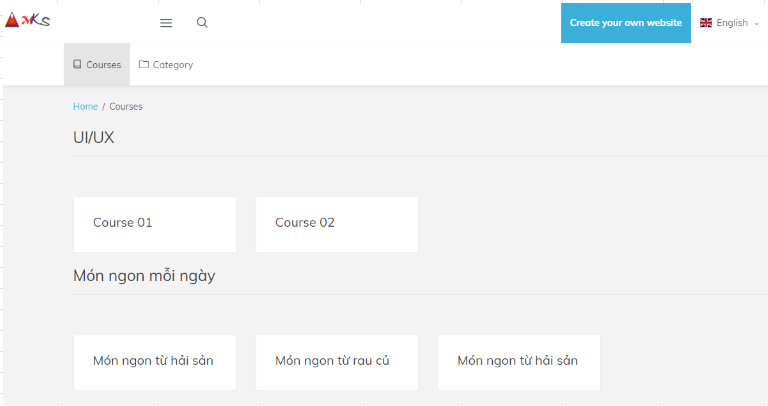 MKS
Create your own website
English
Courses
Category
Home / Courses
UI/UX
Course 01
Course 02
Món ngon mỗi ngày
Món ngon từ hải sản
Món ngon từ rau củ
Món ngon từ hải sản